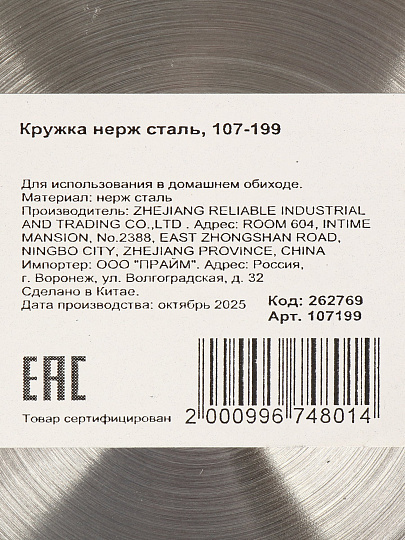 Кружка нерж сталь, 107-199
Для использования в домашнем обиходе.
Материал: нерж сталь
Производитель: ZHEJIANG RELIABLE INDUSTRIAL
AND TRADING CO.,LTD . Адрес: ROOM 604, INTIME
MANSION, No.2388, EAST ZHONGSHAN ROAD,
NINGBO CITY, ZHEJIANG PROVINCE, CHINA
Импортер: ООО "ПРАЙМ". Адрес: Россия,
г. Воронеж, ул. Волгоградская, д. 32
Сделано в Китае.
Дата производства: октябрь 2025
Код: 262769
Арт. 107199
EAC
Товар сертифицирован
2 000996 748014